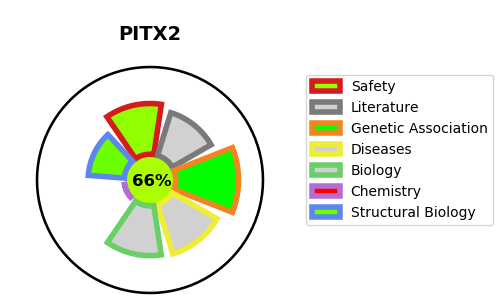 PITX2
66%
Safety
Literature
Genetic Association
Diseases
Biology
Chemistry
Structural Biology